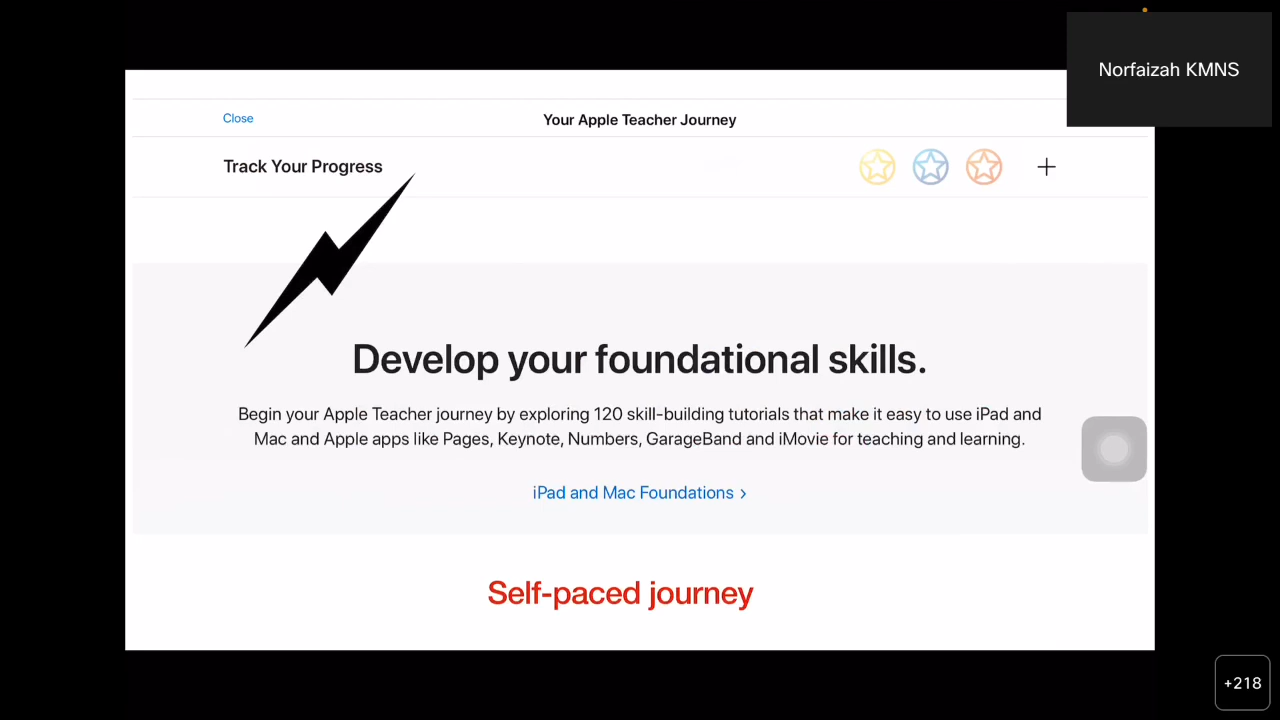 Norfaizah KMNS
Close
Your Apple Teacher Journey
Track Your Progress
Develop your foundational skills.
Begin your Apple Teacher journey by exploring 120 skill-building tutorials that make it easy to use iPad and
Mac and Apple apps like Pages, Keynote, Numbers, GarageBand and iMovie for teaching and learning.
iPad and Mac Foundations >
Self-paced journey
+218